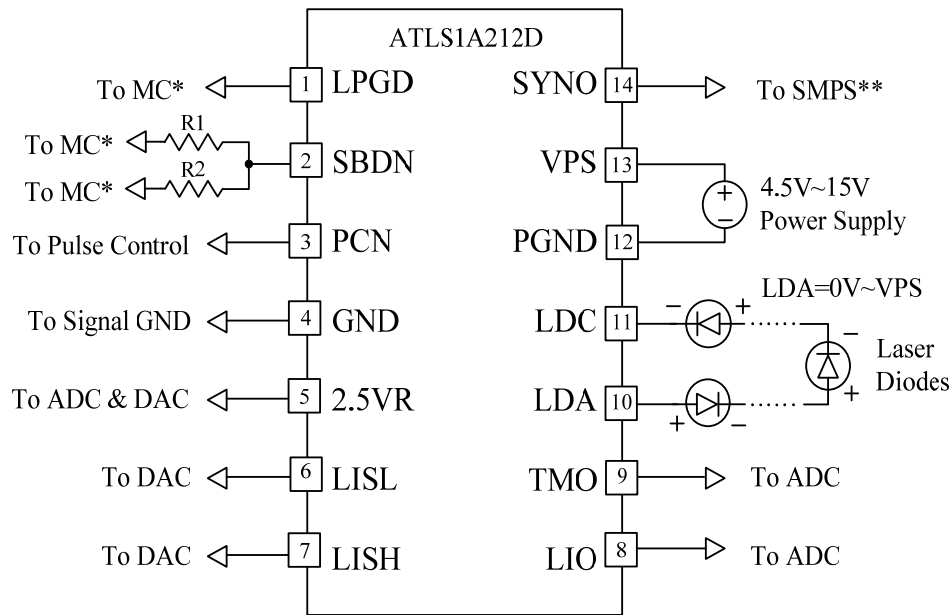 ATLS1A212D
To MC*
1
LPGD
SYNO
14
To SMPS**
R1
To MC*
R2
To MC*
2
SBDN
VPS
13
4.5V~15V
Power Supply
+
−
To Pulse Control
3
PCN
PGND
12
To Signal GND
4
GND
LDC
11
−
+
LDA=0V~VPS
−
+
Laser
Diodes
To ADC & DAC
5
2.5VR
LDA
10
+
−
To DAC
6
LISL
TMO
9
To ADC
To DAC
7
LISH
LIO
8
To ADC